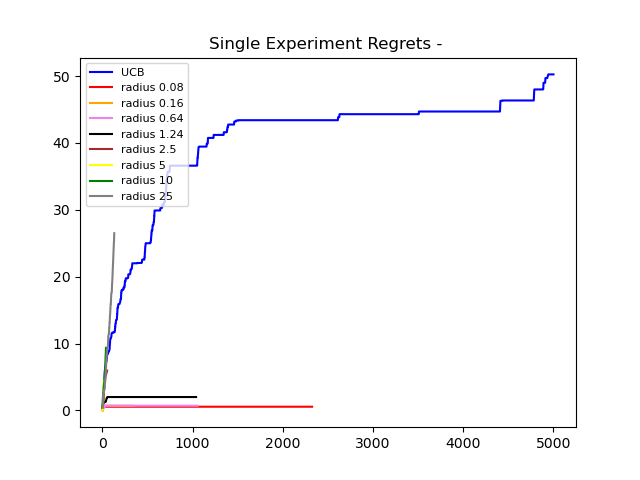 Single Experiment Regrets -
50
40
30
20
10
0
UCB
radius 0.08
radius 0.16
radius 0.64
radius 1.24
radius 2.5
radius 5
radius 10
radius 25
0 1000 2000 3000 4000 5000